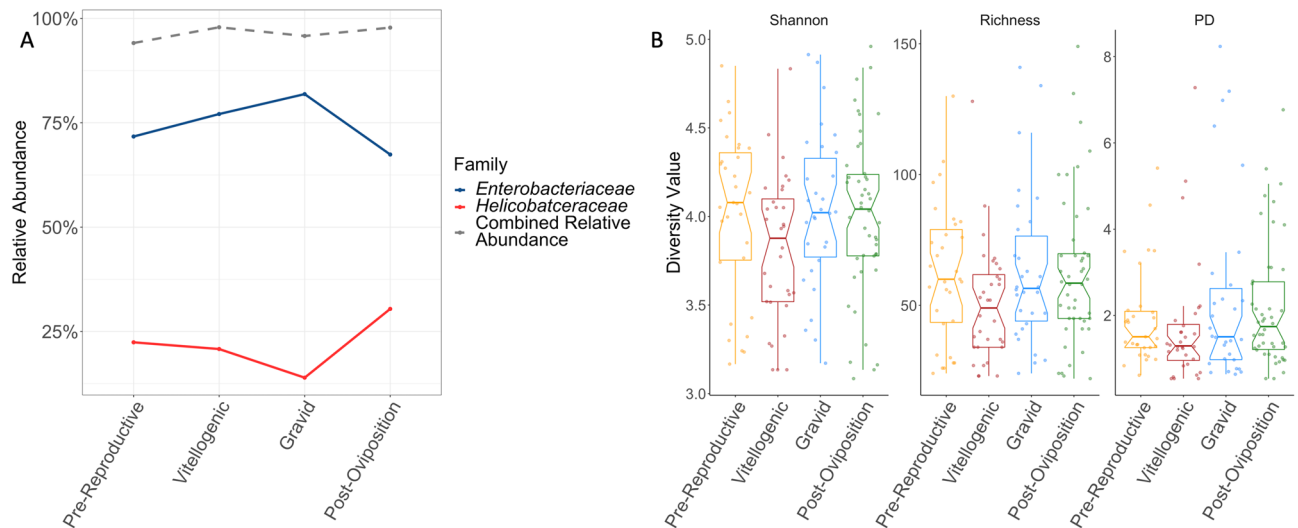 A
Relative Abundance
100%
75%
50%
25%
Pre-Reproductive
Vitellogenic
Gravid
Post-Oviposition
Family
Enterobacteriaceae
Helicobatceraceae
Combined Relative
Abundance
B
Diversity Value
Shannon
5.0
4.5
4.0
3.5
3.0
Pre-Reproductive
Vitellogenic
Gravid
Post-Oviposition
Richness
150
100
50
Pre-Reproductive
Vitellogenic
Gravid
Post-Oviposition
PD
8
6
4
2
Pre-Reproductive
Vitellogenic
Gravid
Post-Oviposition